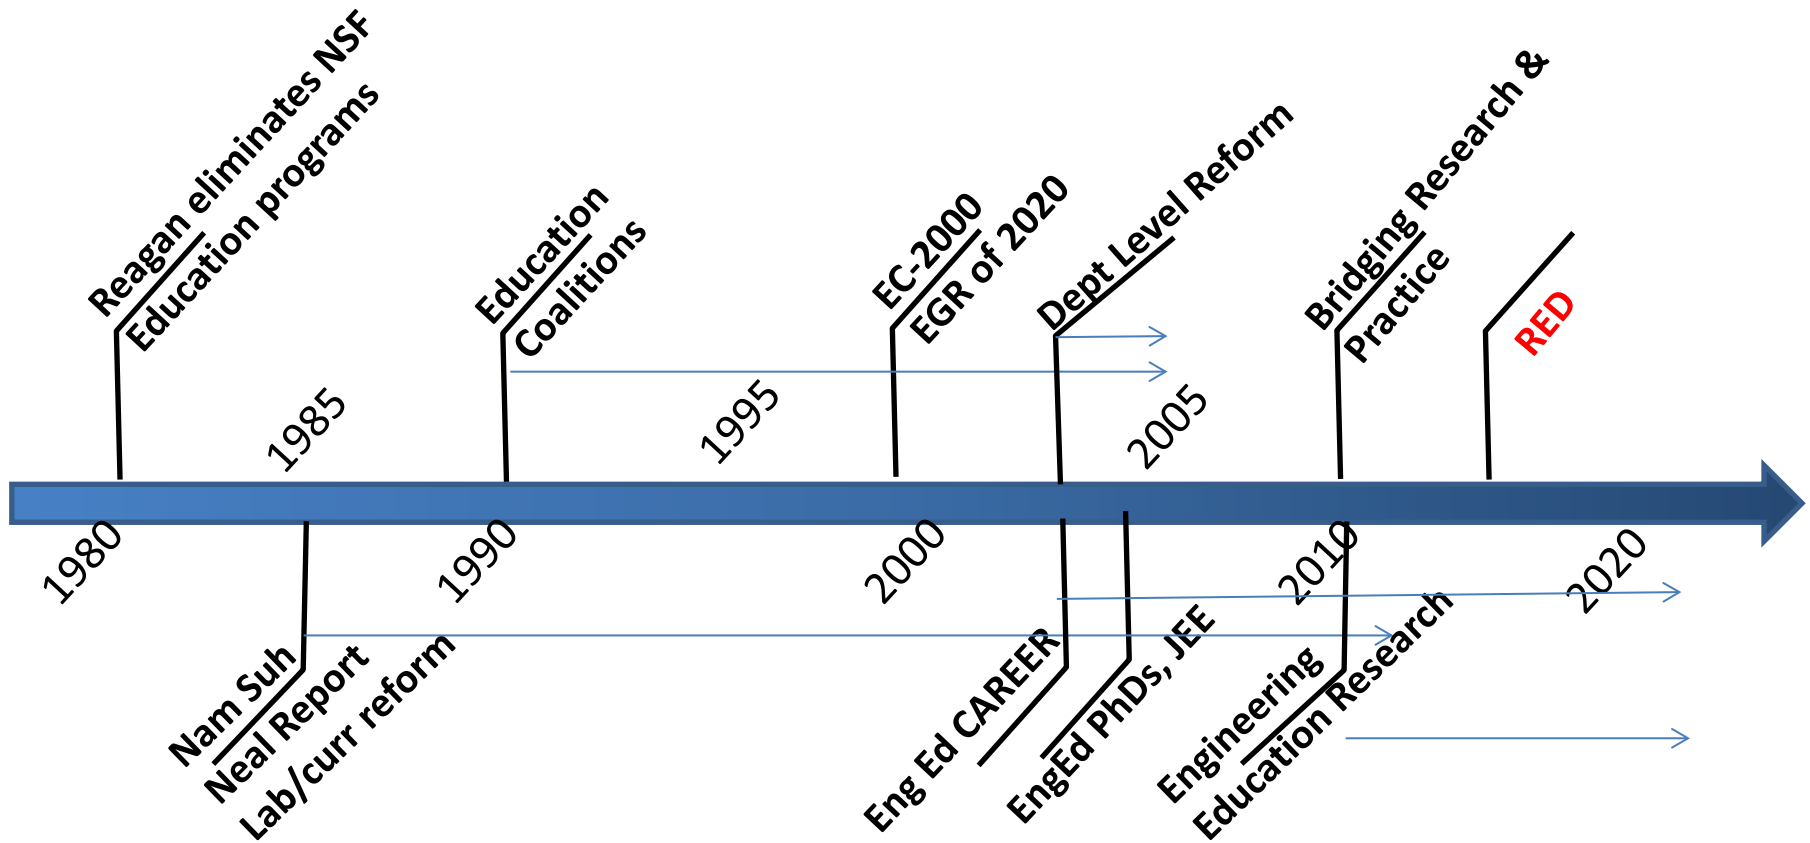 Reagan eliminates NSF
Education programs
Education
Coalitions
EC-2000
EGR of 2020
Dept Level Reform
Bridging Research &
Practice
RED
1985
1995
2005
1980
1990
2000
2010
2020
Nam Suh
Neal Report
Lab/curr reform
Eng Ed CAREER
EngEd PhDs, JEE
Engineering
Education Research